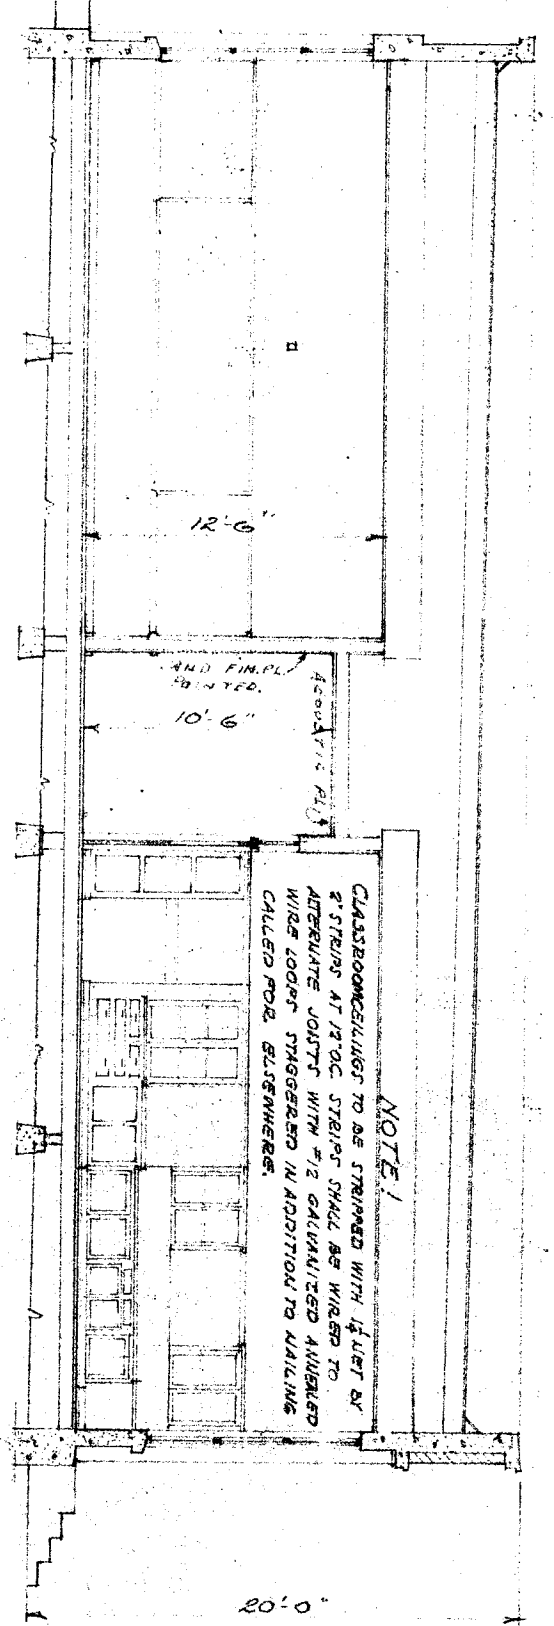 12'-6"
AND FIN. PL.
POINTED.
10'-6"
ACOUSTIC PL.
NOTE!
CLASSROOM CEILINGS TO BE STRIPPED WITH 1¼" NET BY
2" STRIPS AT 12" O.C. STRIPS SHALL BE WIRED TO
ALTERNATE JOISTS WITH #12 GALVANIZED ANNEALED
WIRE LOOPS STAGGERED IN ADDITION TO NAILING
CALLED FOR ELSEWHERE.
20'-0"